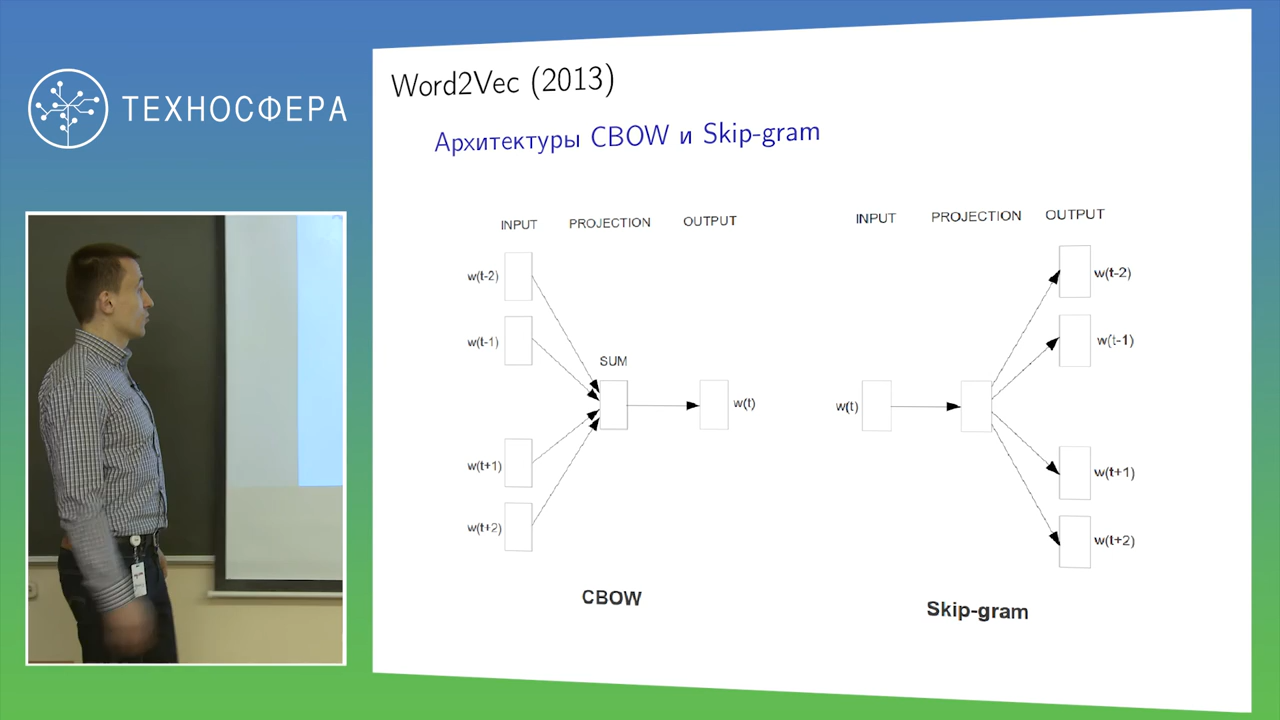 ТЕХНОСФЕРА
Word2Vec (2013)
Архитектуры CBOW и Skip-gram
INPUT PROJECTION OUTPUT
w(t-2)
w(t-1)
SUM
w(t)
w(t+1)
w(t+2)
CBOW
INPUT PROJECTION OUTPUT
w(t-2)
w(t-1)
w(t)
w(t+1)
w(t+2)
Skip-gram